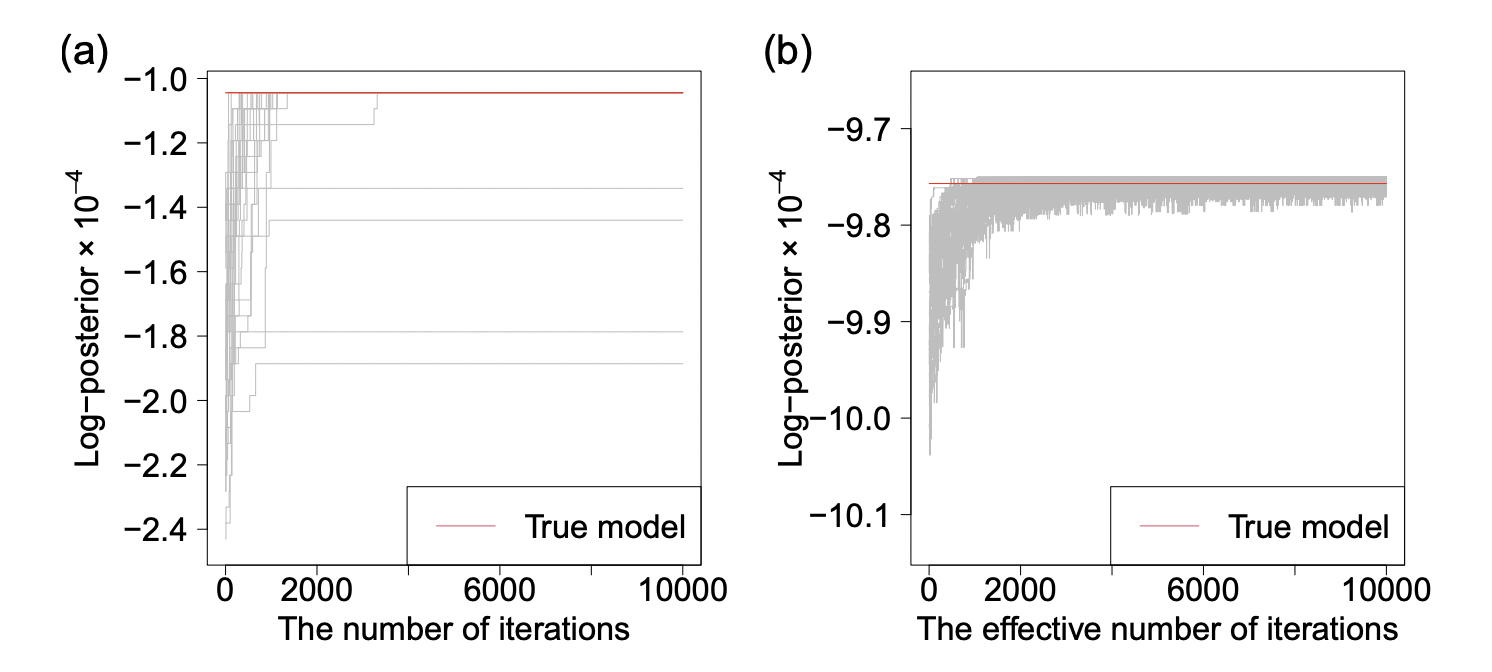 (a)
Log−posterior × 10−4
−1.0
−1.2
−1.4
−1.6
−1.8
−2.0
−2.2
−2.4
True model
0 2000 6000 10000
The number of iterations
(b)
Log−posterior × 10−4
−9.7
−9.8
−9.9
−10.0
−10.1
True model
0 2000 6000 10000
The effective number of iterations